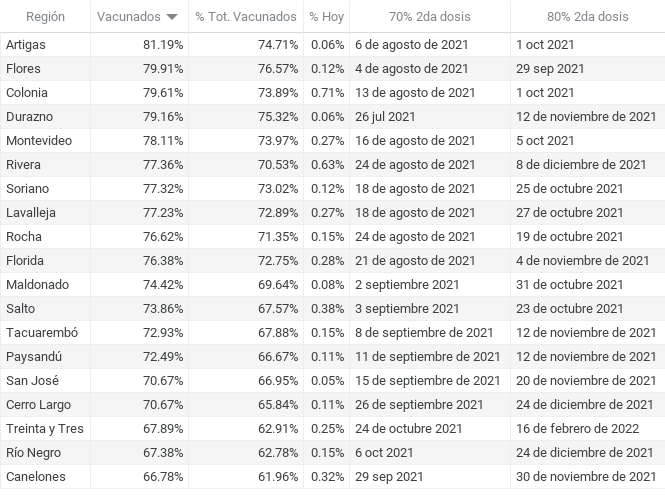 Región Vacunados % Tot. Vacunados % Hoy 70% 2da dosis 80% 2da dosis
Artigas 81.19% 74.71% 0.06% 6 de agosto de 2021 1 oct 2021
Flores 79.91% 76.57% 0.12% 4 de agosto de 2021 29 sep 2021
Colonia 79.61% 73.89% 0.71% 13 de agosto de 2021 1 oct 2021
Durazno 79.16% 75.32% 0.06% 26 jul 2021 12 de noviembre de 2021
Montevideo 78.11% 73.97% 0.27% 16 de agosto de 2021 5 oct 2021
Rivera 77.36% 70.53% 0.63% 24 de agosto de 2021 8 de diciembre de 2021
Soriano 77.32% 73.02% 0.12% 18 de agosto de 2021 25 de octubre 2021
Lavalleja 77.23% 72.89% 0.27% 18 de agosto de 2021 27 de octubre 2021
Rocha 76.62% 71.35% 0.15% 24 de agosto de 2021 19 de octubre 2021
Florida 76.38% 72.75% 0.28% 21 de agosto de 2021 4 de noviembre de 2021
Maldonado 74.42% 69.64% 0.08% 2 septiembre 2021 31 de octubre 2021
Salto 73.86% 67.57% 0.38% 3 septiembre 2021 23 de octubre 2021
Tacuarembó 72.93% 67.88% 0.15% 8 de septiembre de 2021 12 de noviembre de 2021
Paysandú 72.49% 66.67% 0.11% 11 de septiembre de 2021 12 de noviembre de 2021
San José 70.67% 66.95% 0.05% 15 de septiembre de 2021 20 de noviembre de 2021
Cerro Largo 70.67% 65.84% 0.11% 26 de septiembre 2021 24 de diciembre de 2021
Treinta y Tres 67.89% 62.91% 0.25% 24 de octubre 2021 16 de febrero de 2022
Río Negro 67.38% 62.78% 0.15% 6 oct 2021 24 de diciembre de 2021
Canelones 66.78% 61.96% 0.32% 29 sep 2021 30 de noviembre de 2021